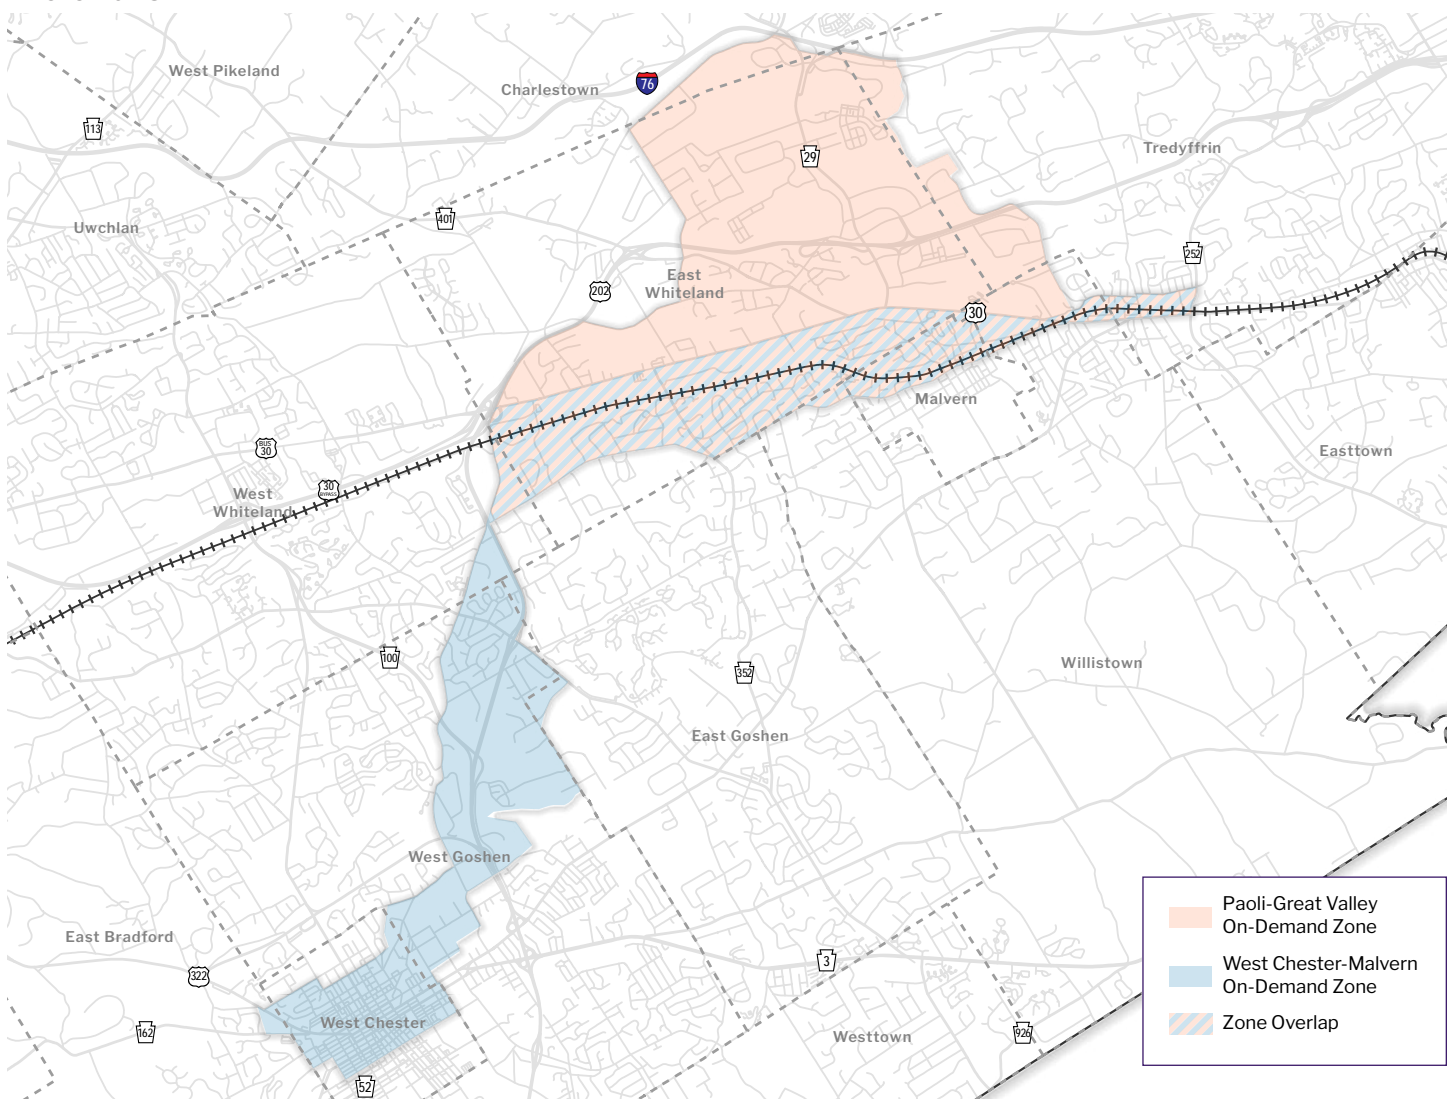 West Pikeland
Charlestown
76
113
29
Tredyffrin
401
Uwchlan
252
East
Whiteland
202
30
Malvern
BUS
30
Easttown
30
BYPASS
West
Whiteland
100
352
Willistown
East Goshen
West Goshen
East Bradford
322
3
West Chester
162
Westtown
926
52
Paoli-Great Valley
On-Demand Zone
West Chester-Malvern
On-Demand Zone
Zone Overlap